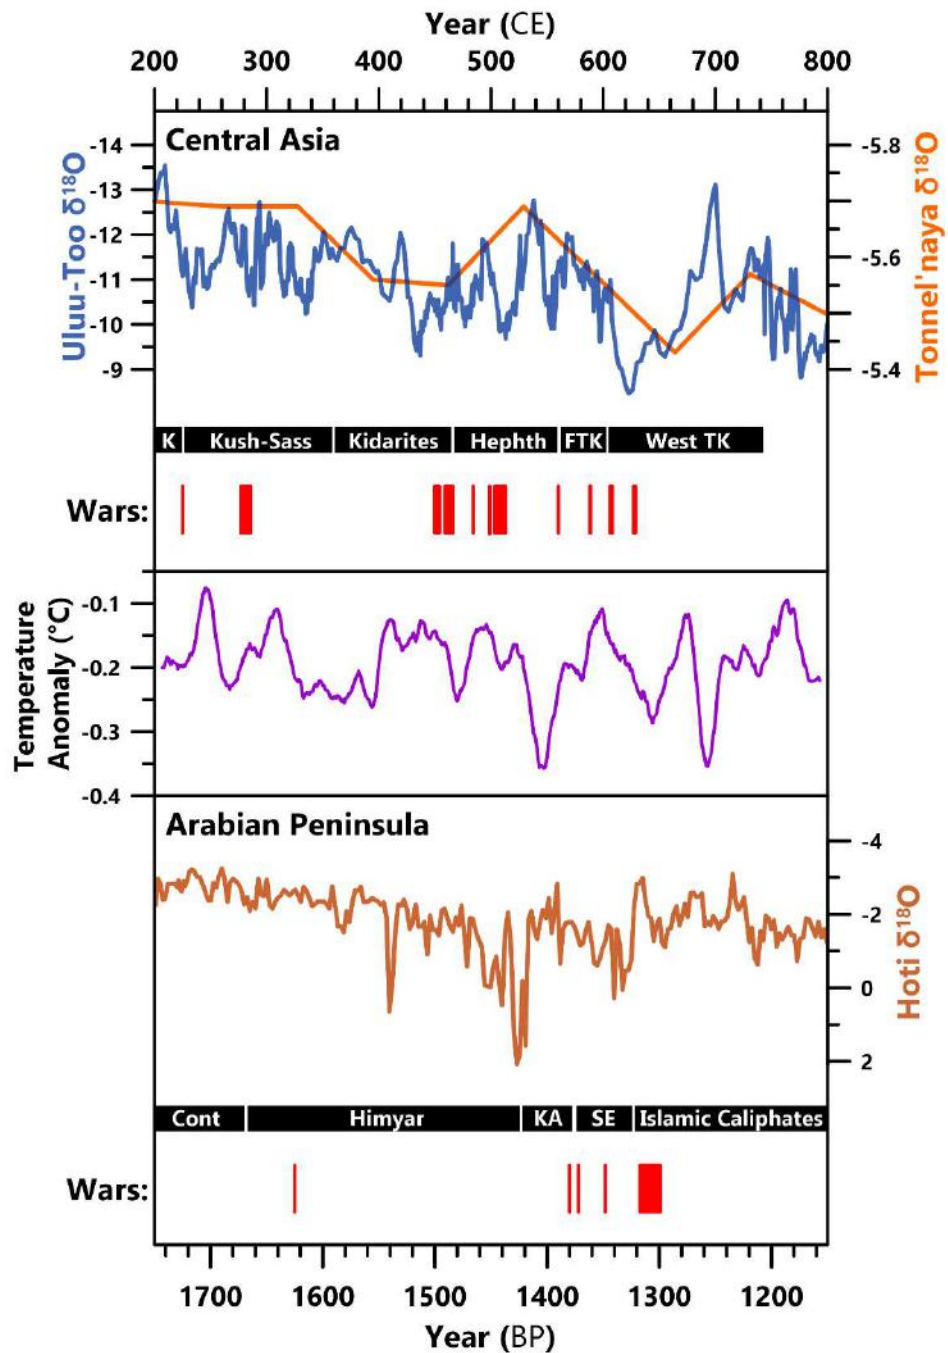 Year (CE)
200 300 400 500 600 700 800
Central Asia
Uluu-Too δ¹⁸O
-14
-13
-12
-11
-10
-9
-5.8
-5.6
-5.4
Tonnel'naya δ¹⁸O
K Kush-Sass Kidarites Hephth FTK West TK
Wars:
Temperature
Anomaly (°C)
-0.1
-0.2
-0.3
-0.4
Arabian Peninsula
-4
-2
0
2
Hoti δ¹⁸O
Cont Himyar KA SE Islamic Caliphates
Wars:
1700 1600 1500 1400 1300 1200
Year (BP)